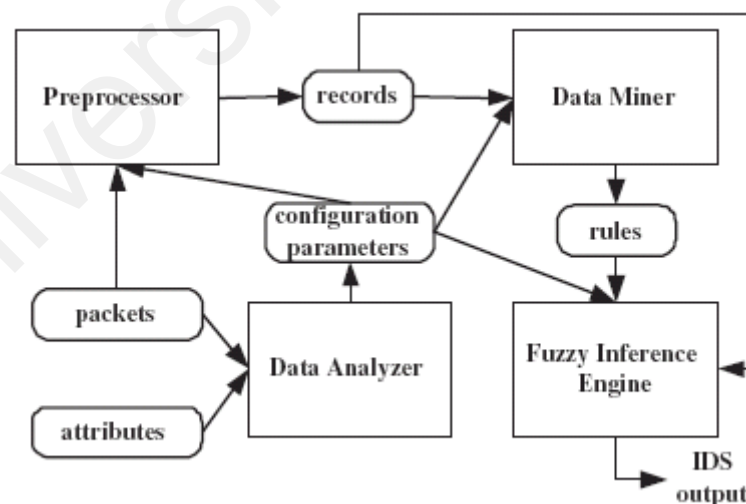 Preprocessor
records
Data Miner
configuration
parameters
rules
packets
Data Analyzer
Fuzzy Inference
Engine
attributes
IDS
output